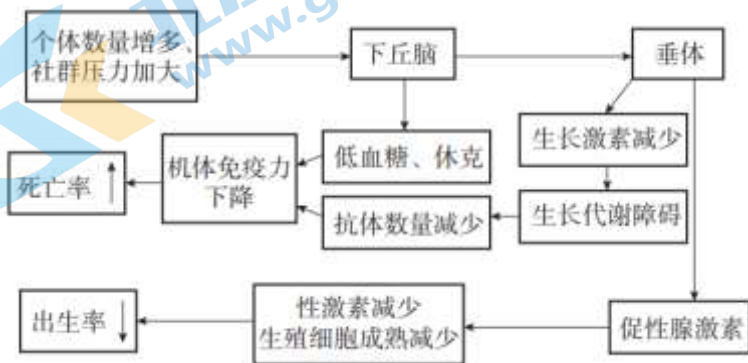 个体数量增多、
社群压力加大
下丘脑
垂体
生长激素减少
低血糖、休克
机体免疫力
下降
死亡率
抗体数量减少
生长代谢障碍
性激素减少
生殖细胞成熟减少
出生率
促性腺激素
www.g